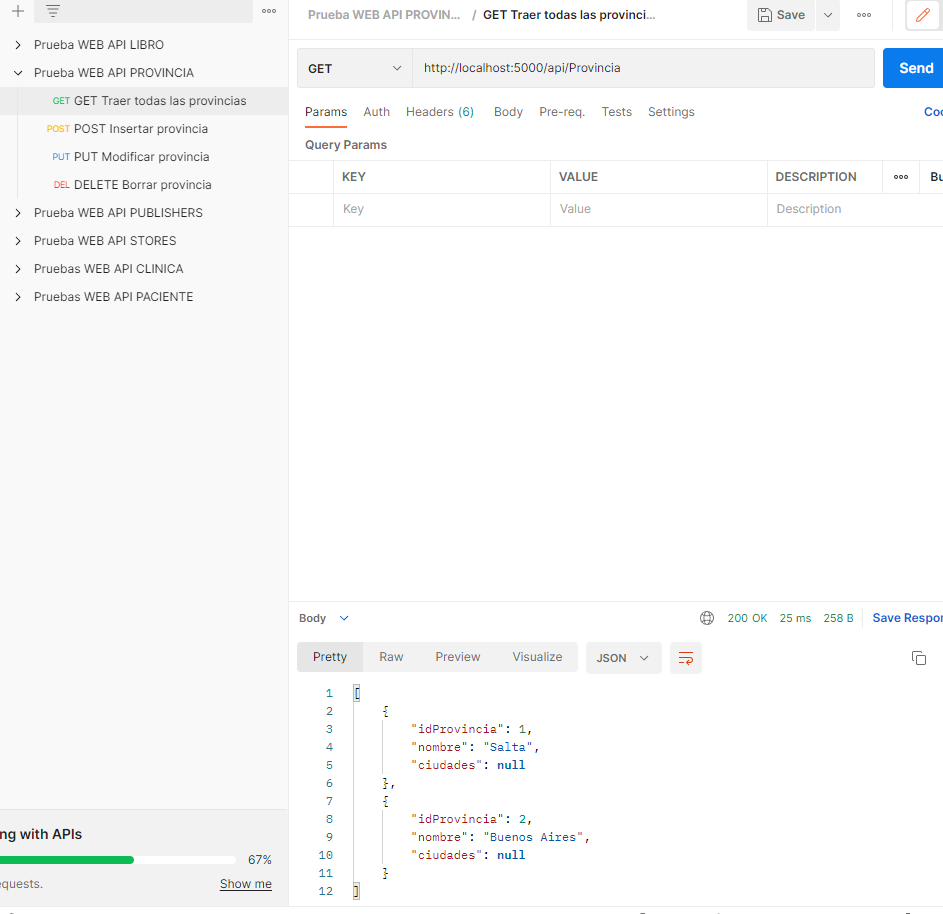 Prueba WEB API LIBRO
Prueba WEB API PROVINCIA
GET GET Traer todas las provincias
POST POST Insertar provincia
PUT PUT Modificar provincia
DEL DELETE Borrar provincia
Prueba WEB API PUBLISHERS
Prueba WEB API STORES
Pruebas WEB API CLINICA
Pruebas WEB API PACIENTE
ng with APIs
67%
equests.
Show me
Prueba WEB API PROVIN... / GET Traer todas las provinci...
Save
GET http://localhost:5000/api/Provincia Send
Params Auth Headers (6) Body Pre-req. Tests Settings Coo
Query Params
KEY VALUE DESCRIPTION ooo Bu
Key Value Description
Body 200 OK 25 ms 258 B Save Respor
Pretty Raw Preview Visualize JSON
1 [
2 {
3 "idProvincia": 1,
4 "nombre": "Salta",
5 "ciudades": null
6 },
7 {
8 "idProvincia": 2,
9 "nombre": "Buenos Aires",
10 "ciudades": null
11 }
12 ]